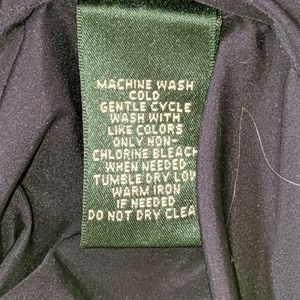 MACHINE WASH
COLD
GENTLE CYCLE
WASH WITH
LIKE COLORS
ONLY NON-
CHLORINE BLEACH
WHEN NEEDED
TUMBLE DRY LOW
WARM IRON
IF NEEDED
DO NOT DRY CLEA